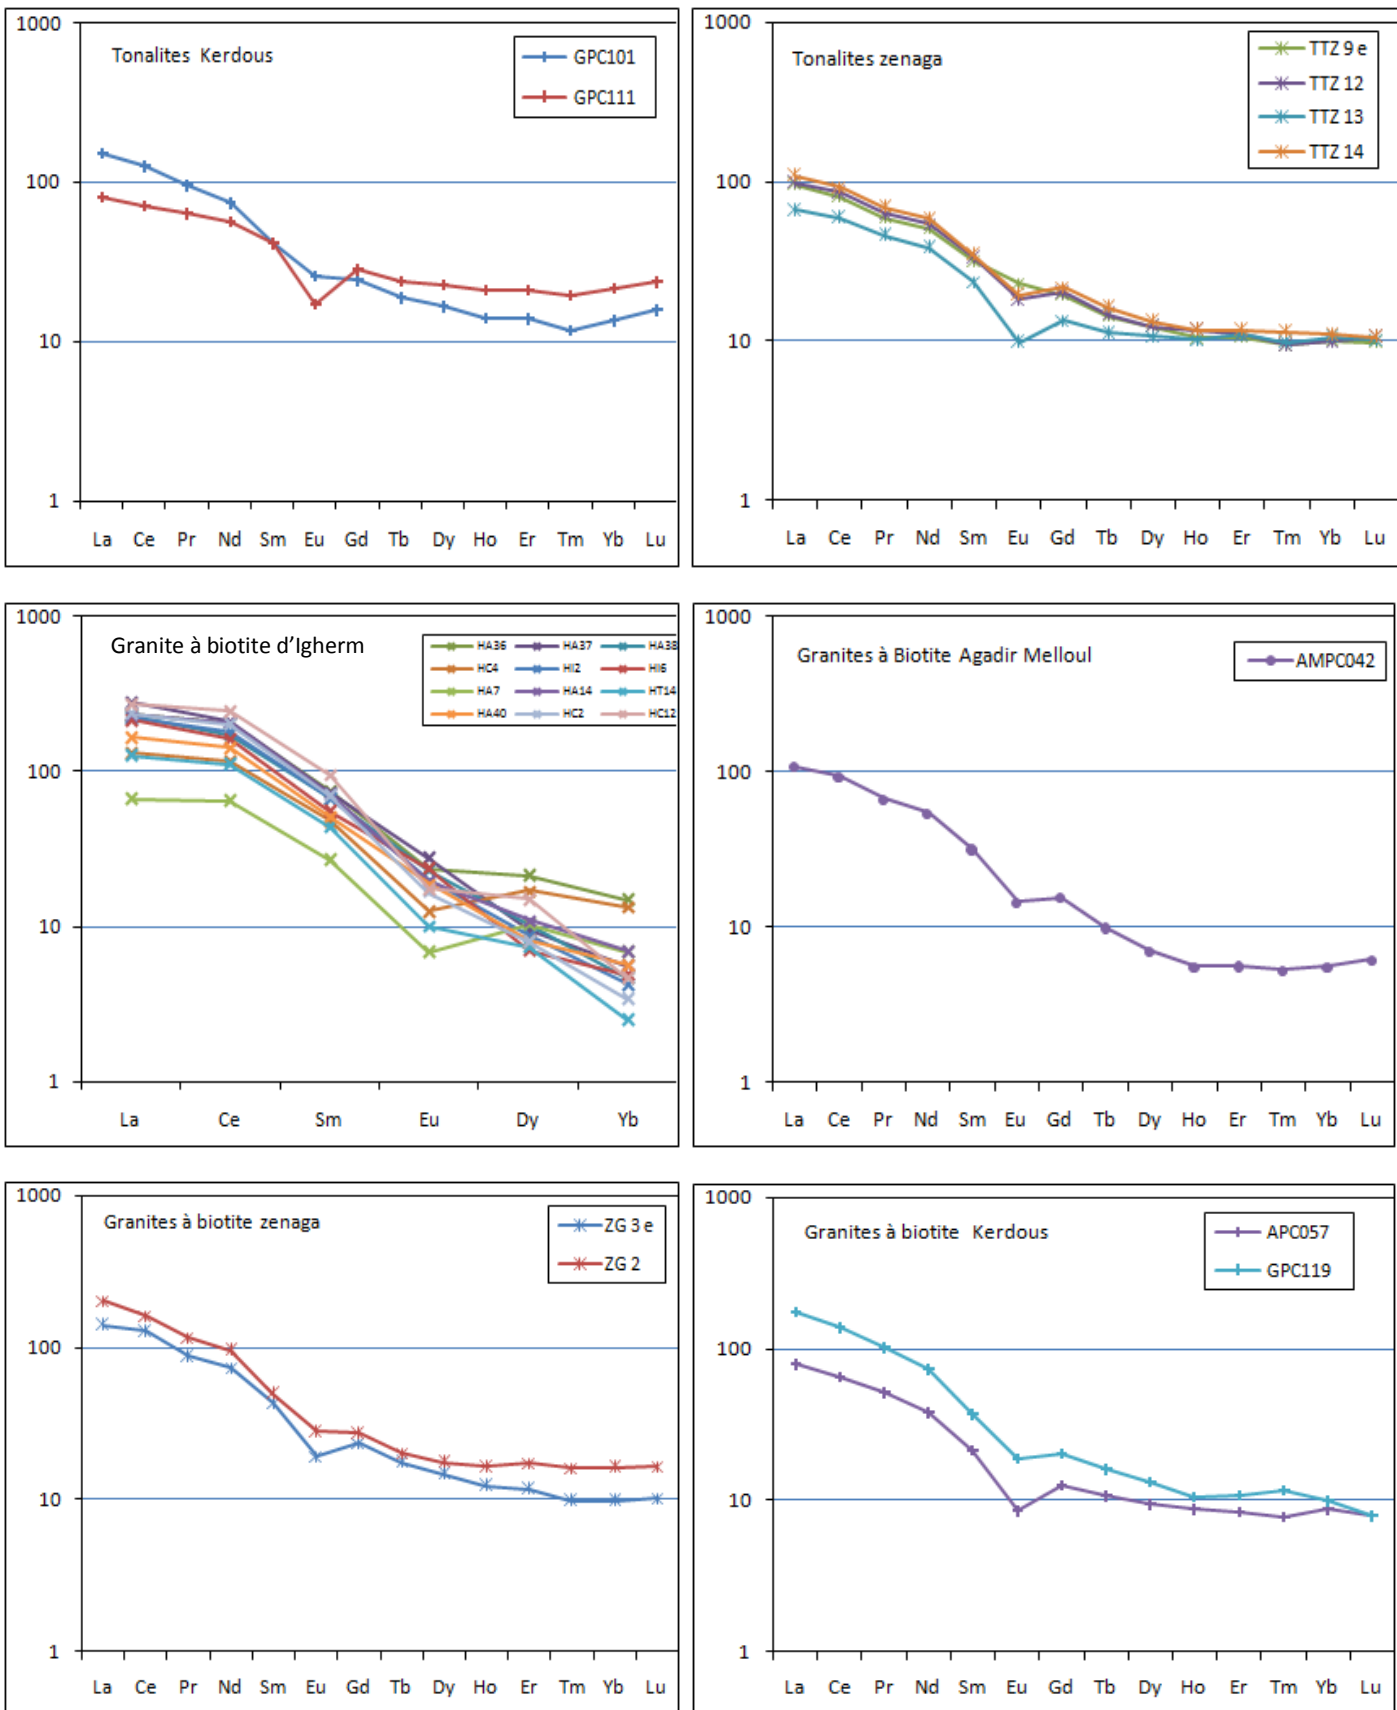 Tonalites Kerdous
GPC101
GPC111
1000
100
10
1
La Ce Pr Nd Sm Eu Gd Tb Dy Ho Er Tm Yb Lu
Tonalites zenaga
TTZ 9 e
TTZ 12
TTZ 13
TTZ 14
1000
100
10
1
La Ce Pr Nd Sm Eu Gd Tb Dy Ho Er Tm Yb Lu
Granite à biotite d’Igherm
HA36 HA37 HA38
HC4 HI2 HI6
HA7 HA14 HT14
HA40 HC2 HC12
1000
100
10
1
La Ce Sm Eu Dy Yb
Granites à Biotite Agadir Melloul
AMPC042
1000
100
10
1
La Ce Pr Nd Sm Eu Gd Tb Dy Ho Er Tm Yb Lu
Granites à biotite zenaga
ZG 3 e
ZG 2
1000
100
10
1
La Ce Pr Nd Sm Eu Gd Tb Dy Ho Er Tm Yb Lu
Granites à biotite Kerdous
APC057
GPC119
1000
100
10
1
La Ce Pr Nd Sm Eu Gd Tb Dy Ho Er Tm Yb Lu